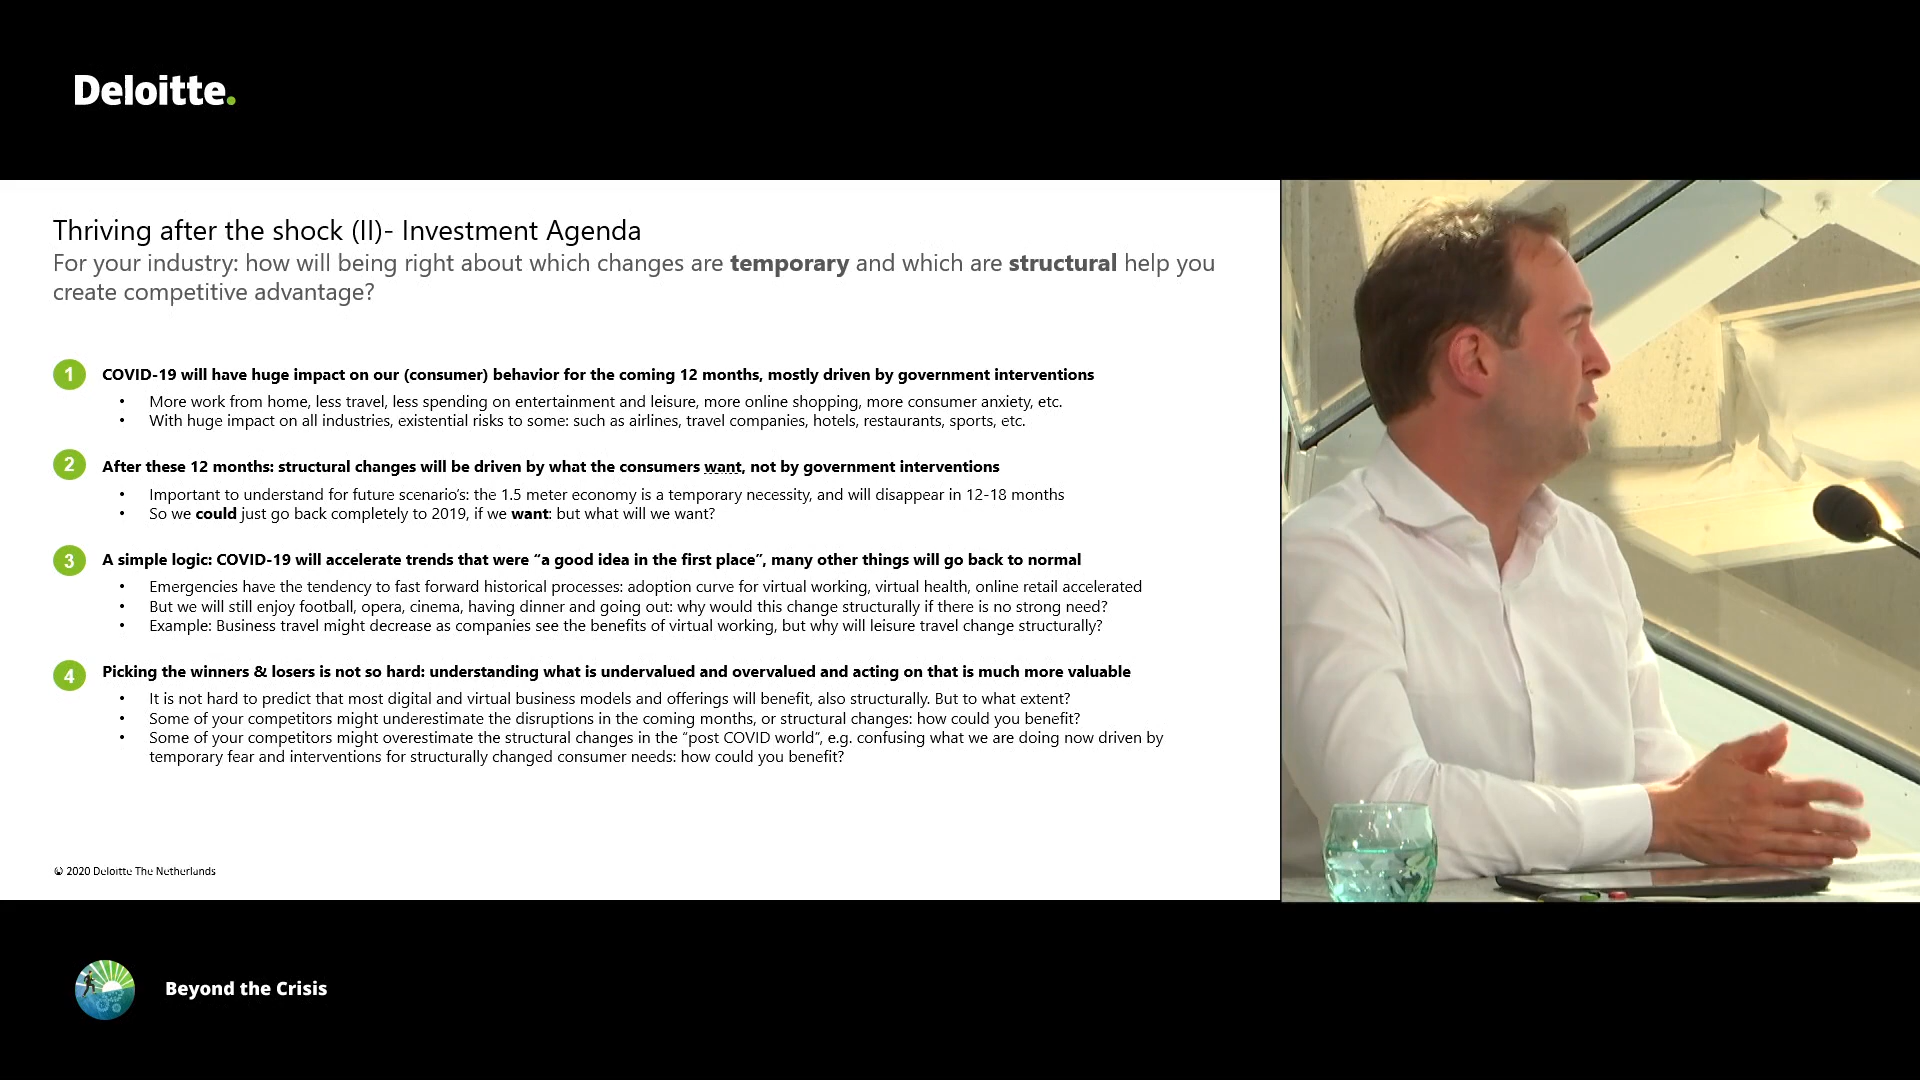 Deloitte.
Thriving after the shock (II)- Investment Agenda
For your industry: how will being right about which changes are temporary and which are structural help you
create competitive advantage?
1 COVID-19 will have huge impact on our (consumer) behavior for the coming 12 months, mostly driven by government interventions
• More work from home, less travel, less spending on entertainment and leisure, more online shopping, more consumer anxiety, etc.
• With huge impact on all industries, existential risks to some: such as airlines, travel companies, hotels, restaurants, sports, etc.
2 After these 12 months: structural changes will be driven by what the consumers want, not by government interventions
• Important to understand for future scenario's: the 1.5 meter economy is a temporary necessity, and will disappear in 12-18 months
• So we could just go back completely to 2019, if we want: but what will we want?
3 A simple logic: COVID-19 will accelerate trends that were “a good idea in the first place”, many other things will go back to normal
• Emergencies have the tendency to fast forward historical processes: adoption curve for virtual working, virtual health, online retail accelerated
• But we will still enjoy football, opera, cinema, having dinner and going out: why would this change structurally if there is no strong need?
• Example: Business travel might decrease as companies see the benefits of virtual working, but why will leisure travel change structurally?
4 Picking the winners & losers is not so hard: understanding what is undervalued and overvalued and acting on that is much more valuable
• It is not hard to predict that most digital and virtual business models and offerings will benefit, also structurally. But to what extent?
• Some of your competitors might underestimate the disruptions in the coming months, or structural changes: how could you benefit?
• Some of your competitors might overestimate the structural changes in the “post COVID world”, e.g. confusing what we are doing now driven by
temporary fear and interventions for structurally changed consumer needs: how could you benefit?
© 2020 Deloitte The Netherlands
Beyond the Crisis